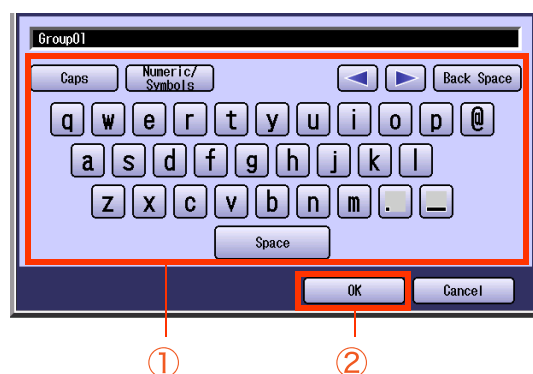 Group01
Caps Numeric/ Symbols Back Space
q w e r t y u i o p @
a s d f g h j k l
z x c v b n m . _
Space
OK Cancel
① ②